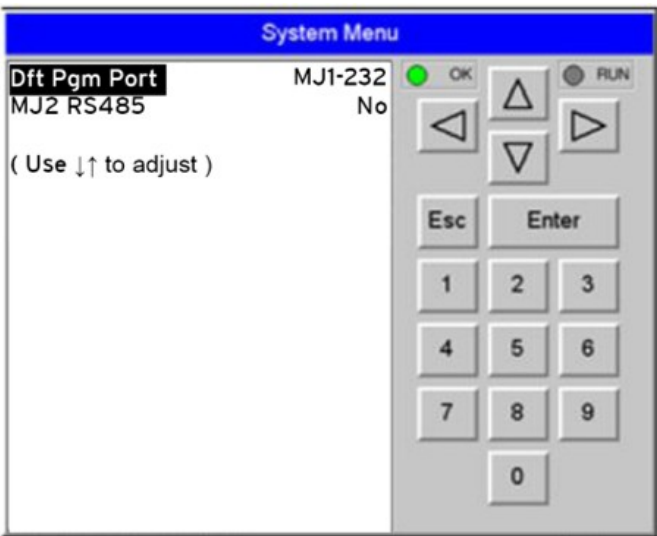 System Menu
Dft Pgm Port MJ1-232
MJ2 RS485 No
( Use ↓↑ to adjust )
OK RUN
Esc Enter
1 2 3
4 5 6
7 8 9
0